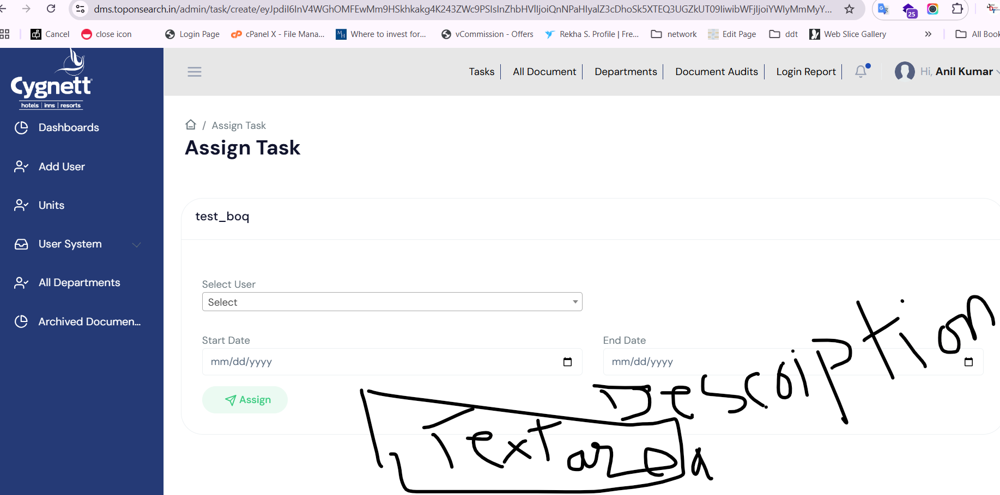 dms.toponsearch.in/admin/task/create/eyJpdiI6InV4WGhOMFEwMm9HSkhkakg4K243ZWc9PSIsInZhbHVlIjoiQnNPaHIyalZ3cDhoSk5XTEQ3UGZkUT09IiwibWFjIjoiYWIyMmMyY...
25
Cancel close icon Login Page cPanel X - File Mana... Where to invest for... vCommission - Offers Rekha S. Profile | Fre... network Edit Page ddt Web Slice Gallery » All Book
Cygnett
hotels | inns | resorts
Tasks All Document Departments Document Audits Login Report Hi, Anil Kumar
Dashboards
Add User
Units
User System
All Departments
Archived Documen...
/ Assign Task
Assign Task
test_boq
Select User
Select
Start Date End Date
mm/dd/yyyy mm/dd/yyyy
Assign
Descoiption
Textarea